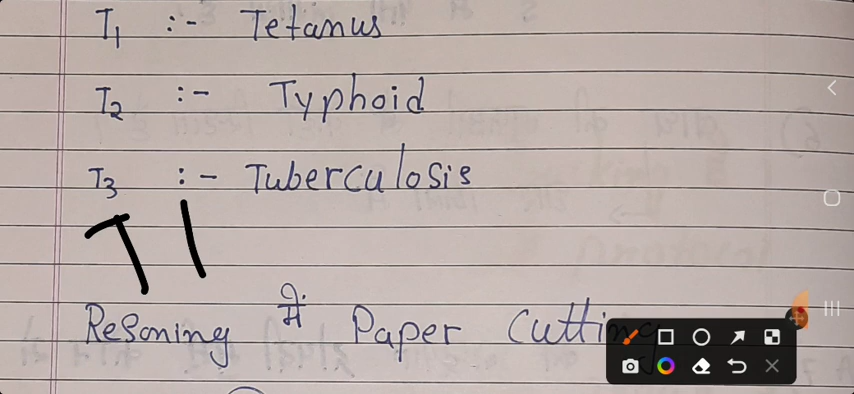 T1 :- Tetanus
T2 :- Typhoid
T3 :- Tuberculosis
T1
Resoning में Paper Cutting